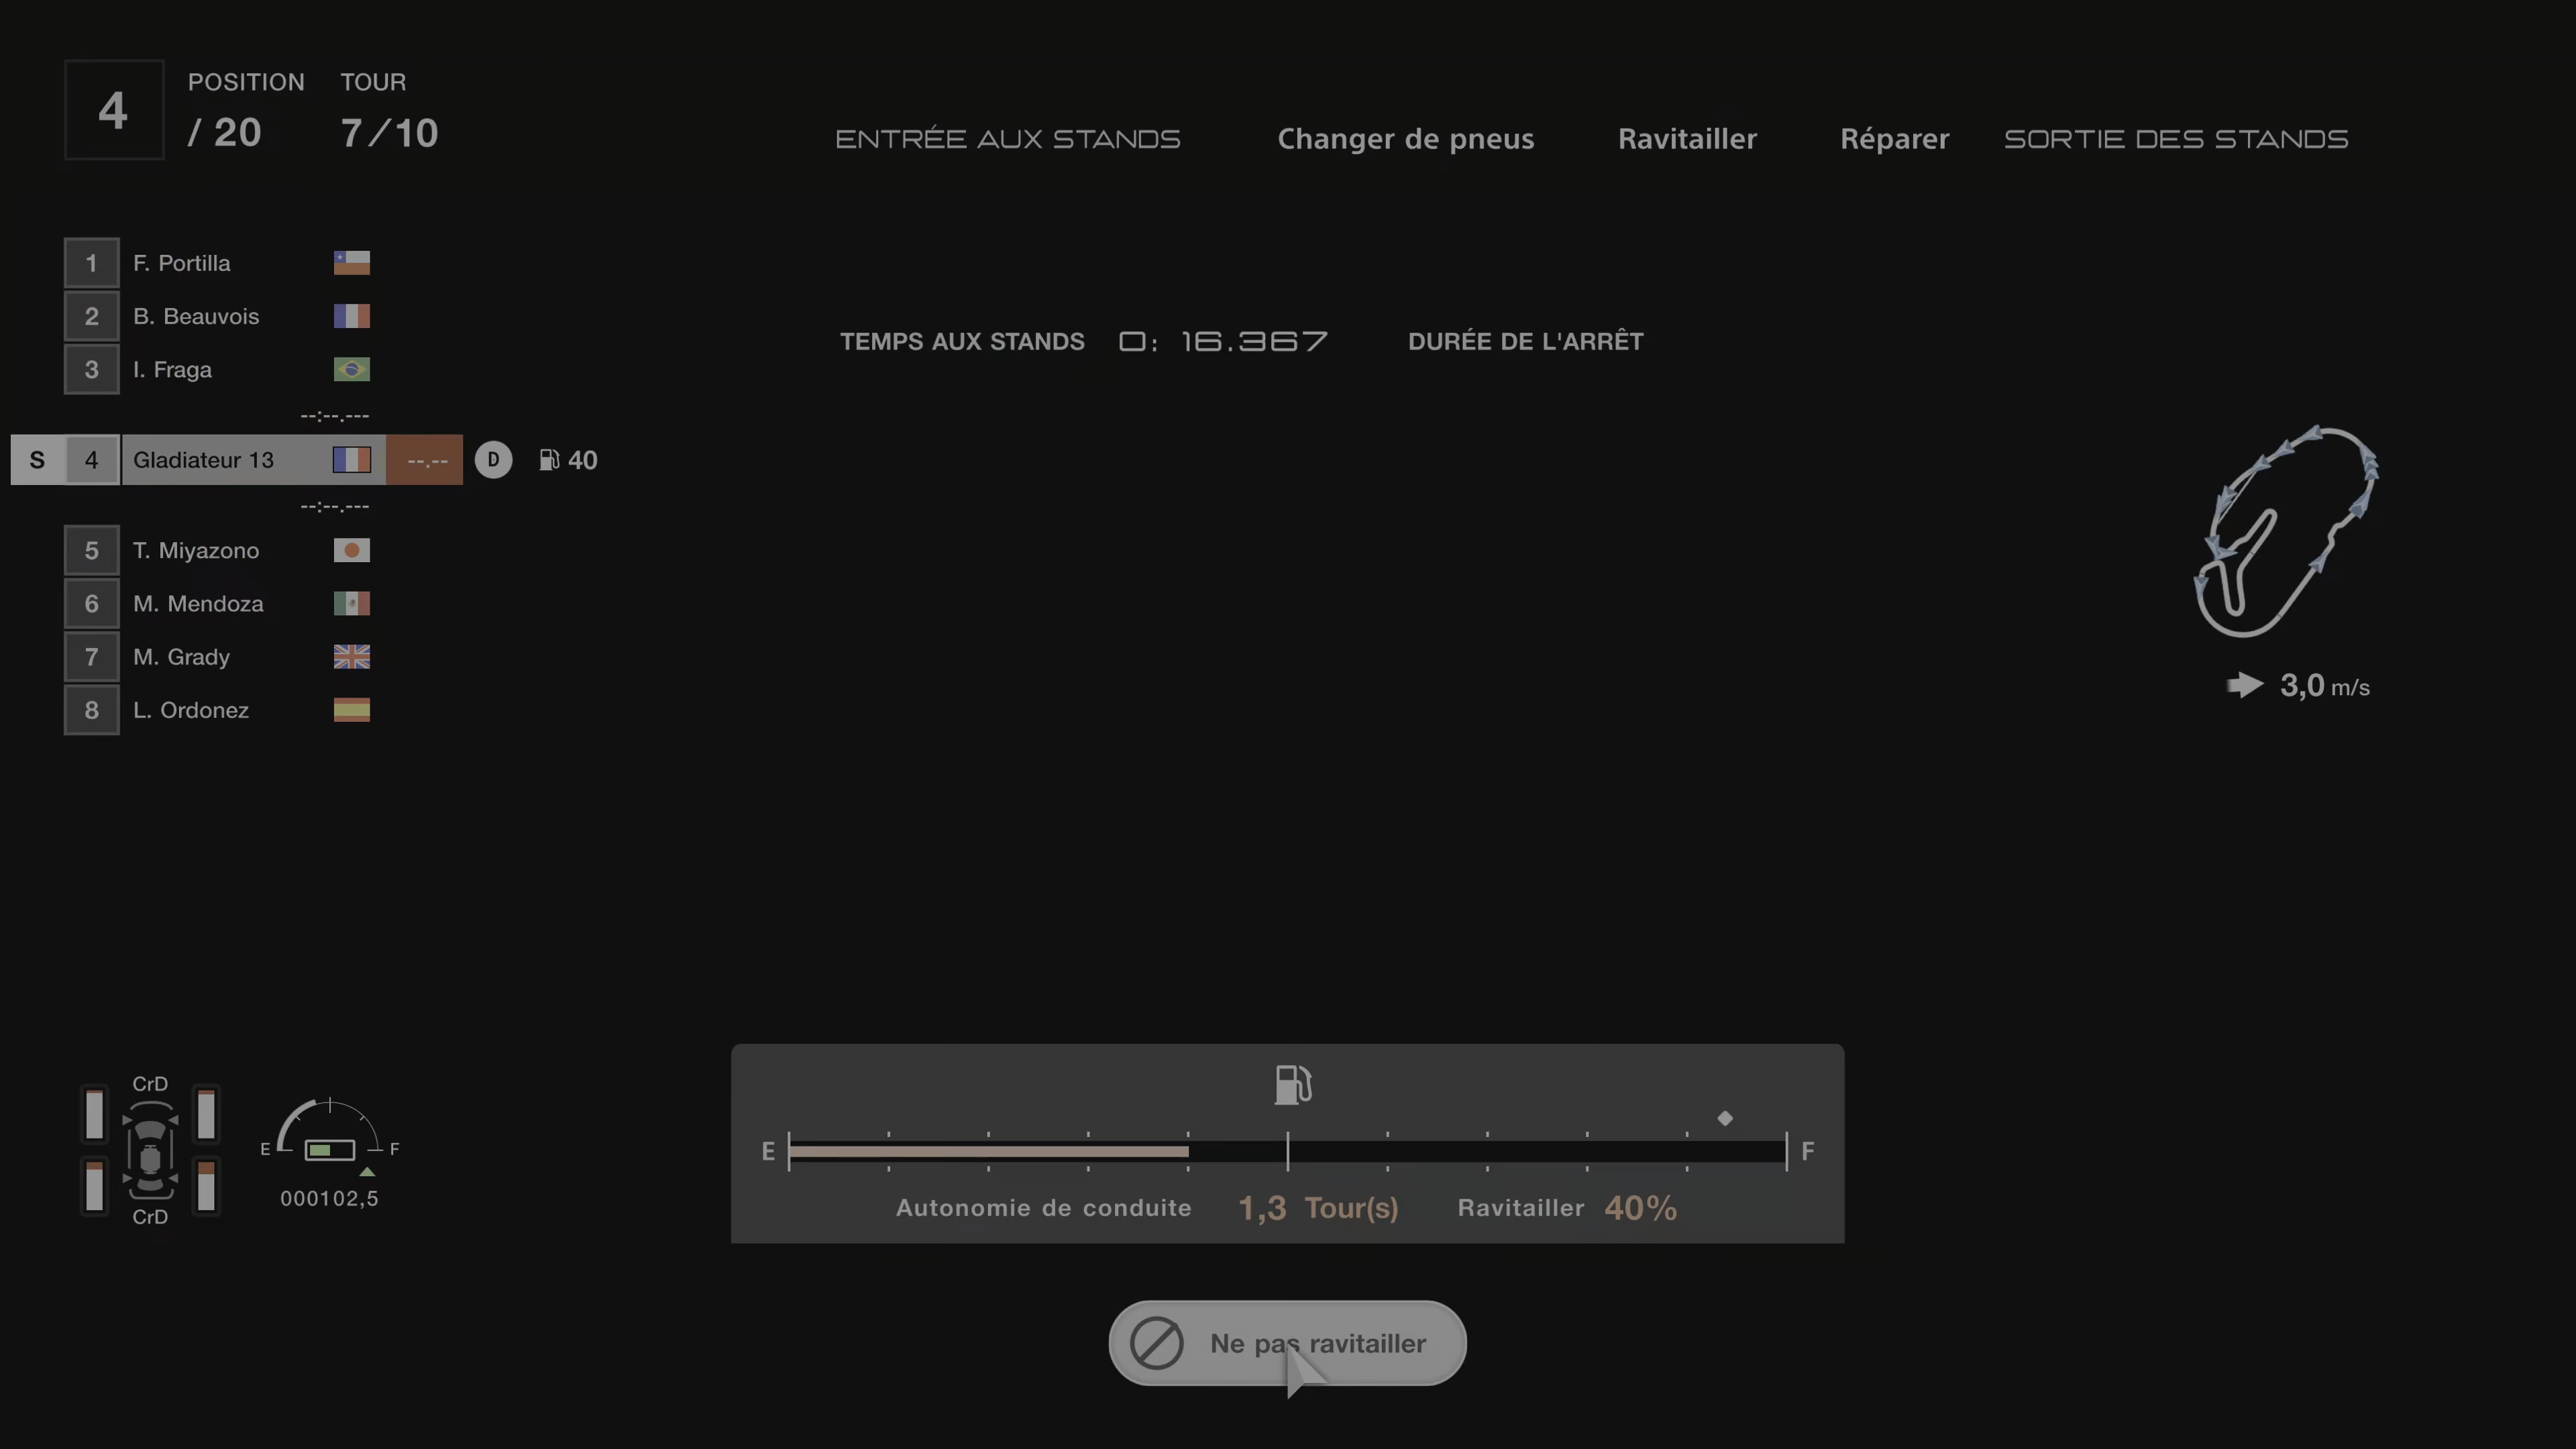 4
POSITION
/ 20
TOUR
7/10
ENTRÉE AUX STANDS
Changer de pneus
Ravitailler
Réparer
SORTIE DES STANDS
1 F. Portilla
2 B. Beauvois
3 I. Fraga
--:--.---
S 4 Gladiateur 13 --.-- D 40
--:--.---
5 T. Miyazono
6 M. Mendoza
7 M. Grady
8 L. Ordonez
TEMPS AUX STANDS 0: 16.367
DURÉE DE L'ARRÊT
3,0 m/s
CrD
CrD
E F
000102,5
E F
Autonomie de conduite 1,3 Tour(s) Ravitailler 40%
Ne pas ravitailler